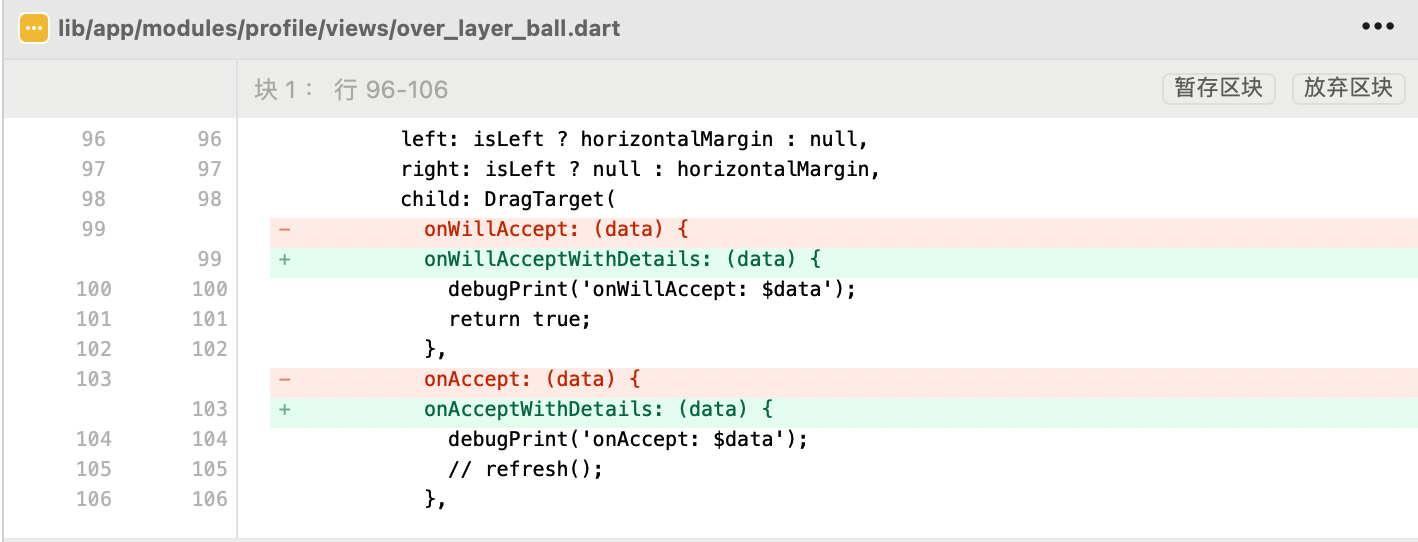 lib/app/modules/profile/views/over_layer_ball.dart
块 1： 行 96-106 暂存区块 放弃区块
96 96 left: isLeft ? horizontalMargin : null,
97 97 right: isLeft ? null : horizontalMargin,
98 98 child: DragTarget(
99 - onWillAccept: (data) {
99 + onWillAcceptWithDetails: (data) {
100 100 debugPrint('onWillAccept: $data');
101 101 return true;
102 102 },
103 - onAccept: (data) {
103 + onAcceptWithDetails: (data) {
104 104 debugPrint('onAccept: $data');
105 105 // refresh();
106 106 },